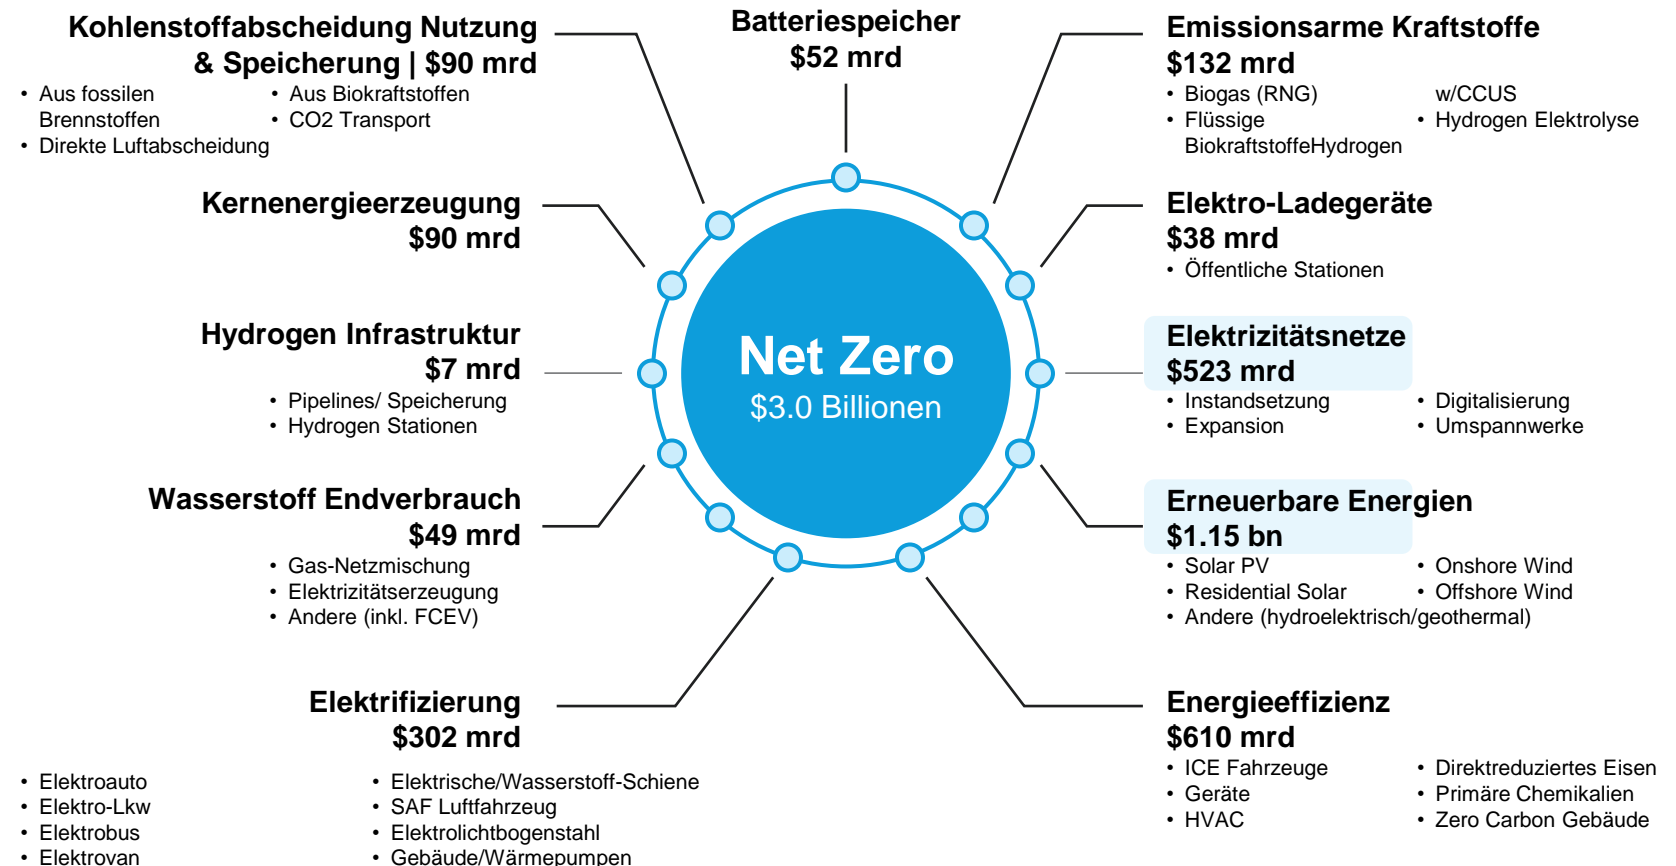 Kohlenstoffabscheidung Nutzung
& Speicherung | $90 mrd
• Aus fossilen
Brennstoffen
• Direkte Luftabscheidung
• Aus Biokraftstoffen
• CO2 Transport
Batteriespeicher
$52 mrd
Emissionsarme Kraftstoffe
$132 mrd
• Biogas (RNG)
• Flüssige
BiokraftstoffeHydrogen
w/CCUS
• Hydrogen Elektrolyse
Kernenergieerzeugung
$90 mrd
Elektro-Ladegeräte
$38 mrd
• Öffentliche Stationen
Hydrogen Infrastruktur
$7 mrd
• Pipelines/ Speicherung
• Hydrogen Stationen
Net Zero
$3.0 Billionen
Elektrizitätsnetze
$523 mrd
• Instandsetzung
• Expansion
• Digitalisierung
• Umspannwerke
Wasserstoff Endverbrauch
$49 mrd
• Gas-Netzmischung
• Elektrizitätserzeugung
• Andere (inkl. FCEV)
Erneuerbare Energien
$1.15 bn
• Solar PV
• Residential Solar
• Andere (hydroelektrisch/geothermal)
• Onshore Wind
• Offshore Wind
Elektrifizierung
$302 mrd
• Elektroauto
• Elektro-Lkw
• Elektrobus
• Elektrovan
• Elektrische/Wasserstoff-Schiene
• SAF Luftfahrzeug
• Elektrolichtbogenstahl
• Gebäude/Wärmepumpen
Energieeffizienz
$610 mrd
• ICE Fahrzeuge
• Geräte
• HVAC
• Direktreduziertes Eisen
• Primäre Chemikalien
• Zero Carbon Gebäude